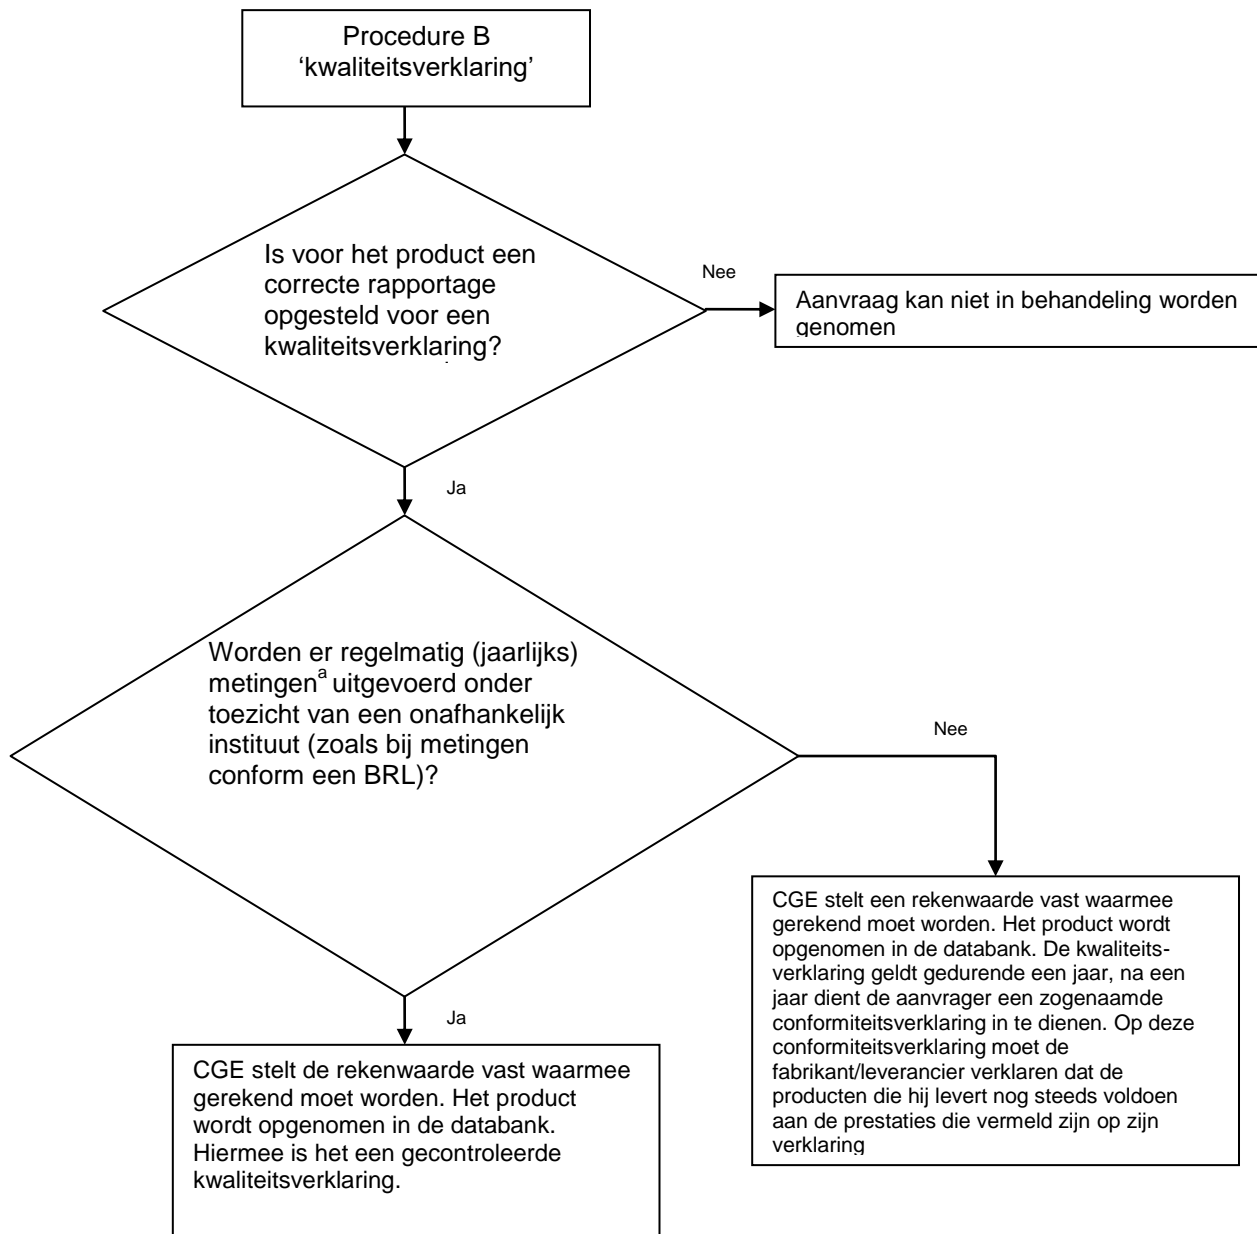 Procedure B
‘kwaliteitsverklaring’
Is voor het product een
correcte rapportage
opgesteld voor een
kwaliteitsverklaring?
Nee
Aanvraag kan niet in behandeling worden
genomen
Ja
Worden er regelmatig (jaarlijks)
metingenᵃ uitgevoerd onder
toezicht van een onafhankelijk
instituut (zoals bij metingen
conform een BRL)?
Nee
CGE stelt een rekenwaarde vast waarmee
gerekend moet worden. Het product wordt
opgenomen in de databank. De kwaliteits-
verklaring geldt gedurende een jaar, na een
jaar dient de aanvrager een zogenaamde
conformiteitsverklaring in te dienen. Op deze
conformiteitsverklaring moet de
fabrikant/leverancier verklaren dat de
producten die hij levert nog steeds voldoen
aan de prestaties die vermeld zijn op zijn
verklaring
Ja
CGE stelt de rekenwaarde vast waarmee
gerekend moet worden. Het product
wordt opgenomen in de databank.
Hiermee is het een gecontroleerde
kwaliteitsverklaring.